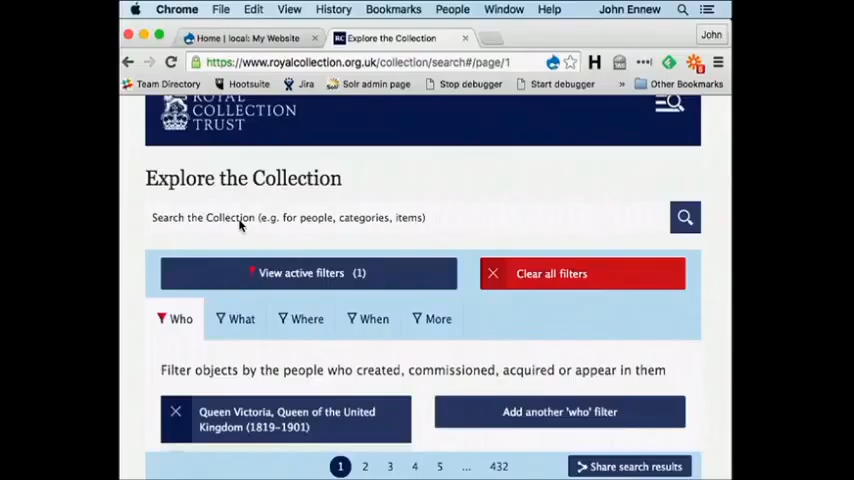 Chrome File Edit View History Bookmarks People Window Help John Ennew
Home | local: My Website Explore the Collection John
https://www.royalcollection.org.uk/collection/search#/page/1
Team Directory Hootsuite Jira Solr admin page Stop debugger Start debugger » Other Bookmarks
ROYAL
COLLECTION
TRUST
Explore the Collection
Search the Collection (e.g. for people, categories, items)
View active filters (1) Clear all filters
Who What Where When More
Filter objects by the people who created, commissioned, acquired or appear in them
Queen Victoria, Queen of the United
Kingdom (1819–1901)
Add another 'who' filter
1 2 3 4 5 ... 432 Share search results